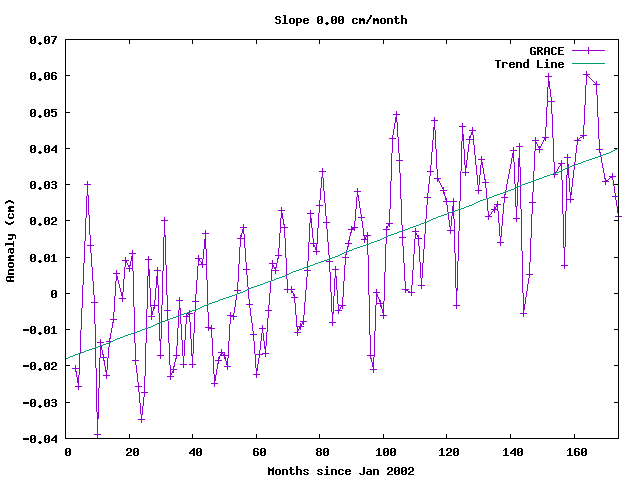 Slope 0.00 cm/month
GRACE
Trend Line
0.07
0.06
0.05
0.04
0.03
0.02
0.01
0
-0.01
-0.02
-0.03
-0.04
Anomaly (cm)
0 20 40 60 80 100 120 140 160
Months since Jan 2002